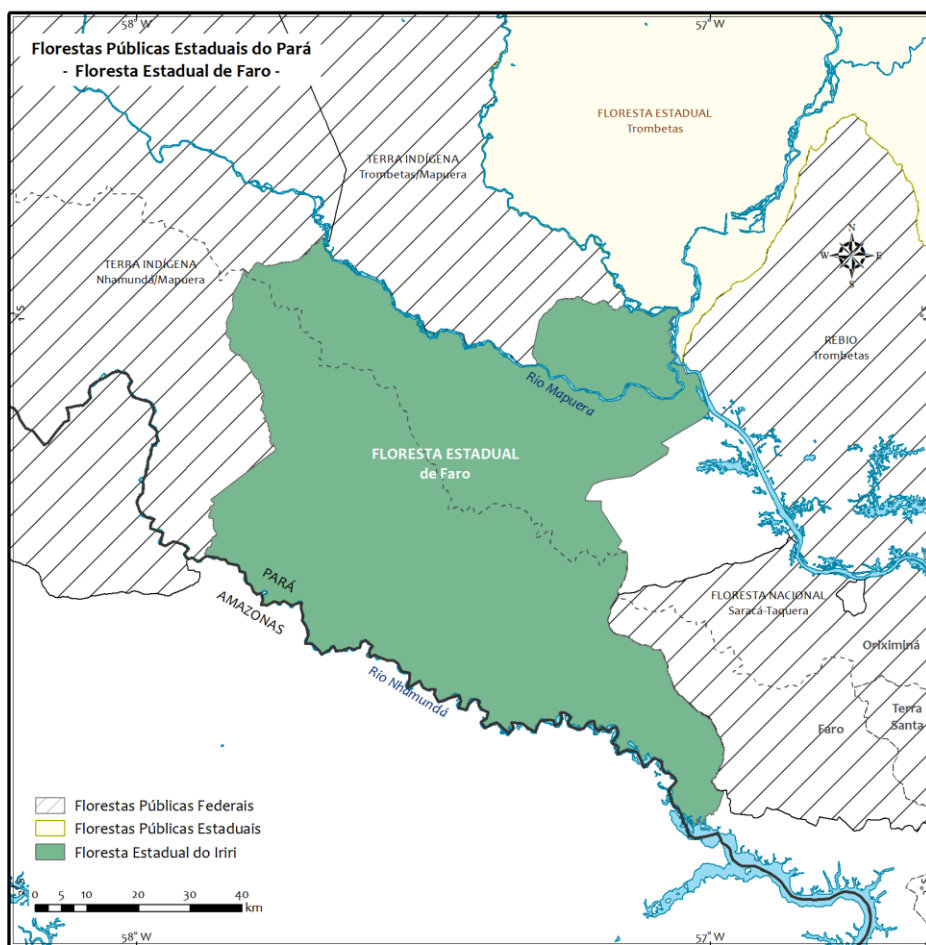 58° W
57° W
Florestas Públicas Estaduais do Pará
- Floresta Estadual de Faro -
FLORESTA ESTADUAL
Trombetas
TERRA INDÍGENA
Trombetas/Mapuera
N
W
E
S
TERRA INDÍGENA
Nhamundá/Mapuera
1° S
1° S
REBIO
Trombetas
Rio Mapuera
FLORESTA ESTADUAL
de Faro
PARÁ
AMAZONAS
FLORESTA NACIONAL
Saracá-Taquera
Oriximiná
Rio Nhamundá
Terra
Santa
Faro
Florestas Públicas Federais
Florestas Públicas Estaduais
Floresta Estadual do Iriri
0 5 10 20 30 40
km
58° W
57° W